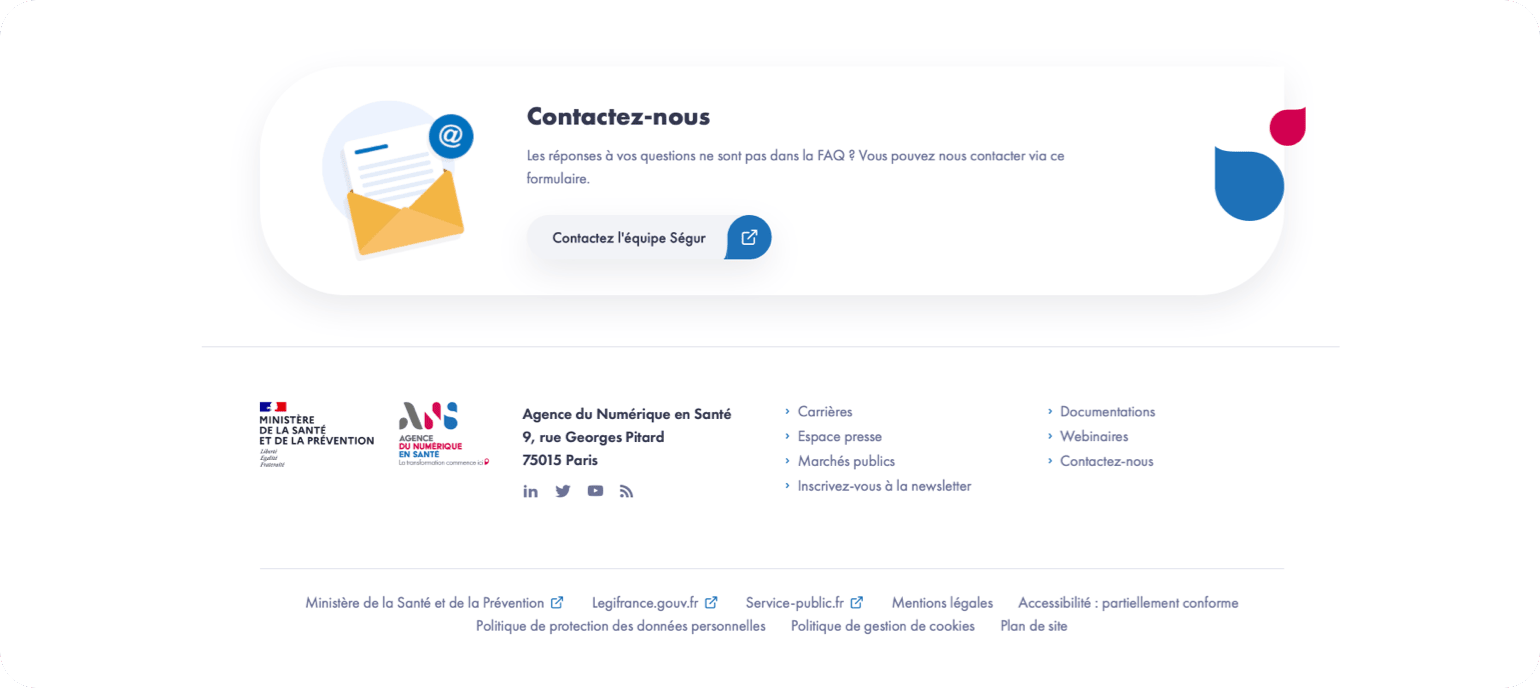 @
Contactez-nous
Les réponses à vos questions ne sont pas dans la FAQ ? Vous pouvez nous contacter via ce
formulaire.
Contactez l'équipe Ségur
MINISTÈRE
DE LA SANTÉ
ET DE LA PRÉVENTION
Liberté
Égalité
Fraternité
ANS
AGENCE
DU NUMÉRIQUE
EN SANTÉ
La transformation commence ici
Agence du Numérique en Santé
9, rue Georges Pitard
75015 Paris
in
Carrières
Espace presse
Marchés publics
Inscrivez-vous à la newsletter
Documentations
Webinaires
Contactez-nous
Ministère de la Santé et de la Prévention Legifrance.gouv.fr Service-public.fr Mentions légales Accessibilité : partiellement conforme
Politique de protection des données personnelles Politique de gestion de cookies Plan de site